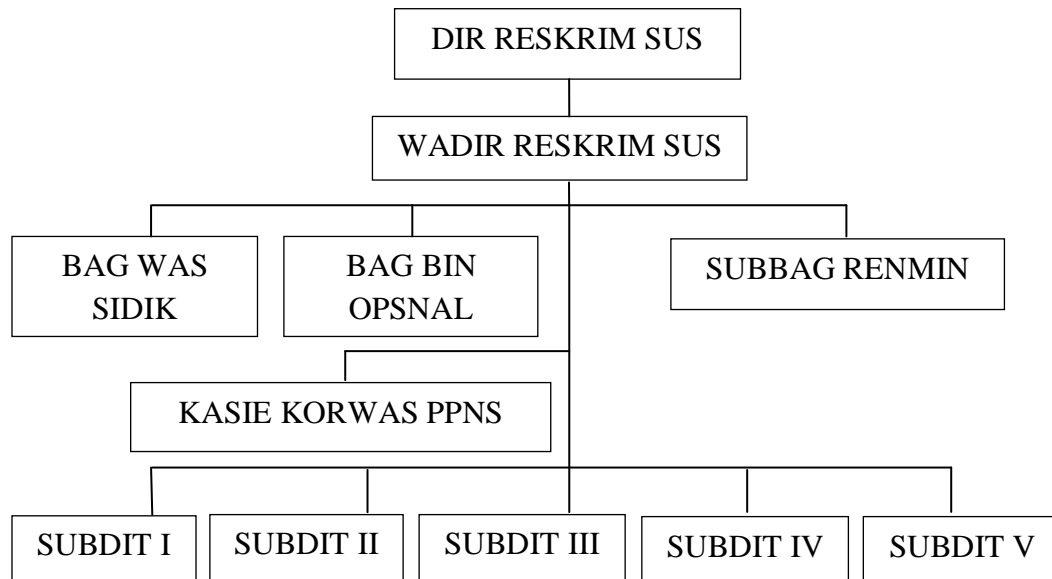 DIR RESKRIM SUS
WADIR RESKRIM SUS
BAG WAS
SIDIK
BAG BIN
OPSNAL
SUBBAG RENMIN
KASIE KORWAS PPNS
SUBDIT I
SUBDIT II
SUBDIT III
SUBDIT IV
SUBDIT V